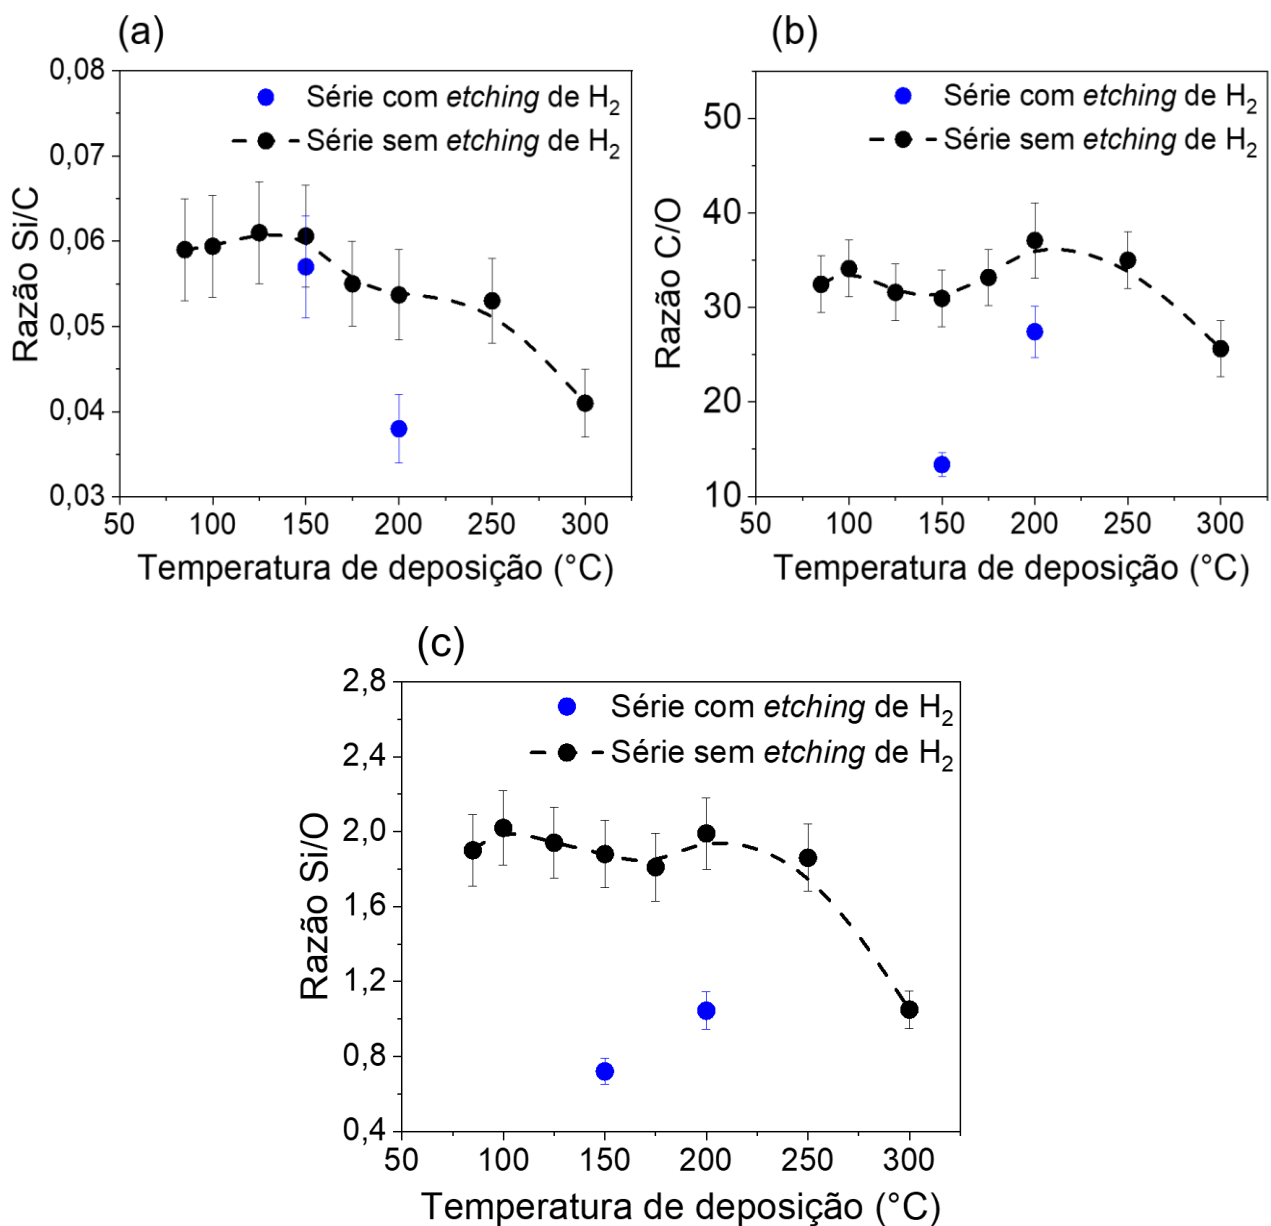 (a)
0,08
0,07
0,06
0,05
0,04
0,03
Razão Si/C
Série com etching de H₂
Série sem etching de H₂
50 100 150 200 250 300
Temperatura de deposição (°C)
(b)
50
40
30
20
10
Razão C/O
Série com etching de H₂
Série sem etching de H₂
50 100 150 200 250 300
Temperatura de deposição (°C)
(c)
2,8
2,4
2,0
1,6
1,2
0,8
0,4
Razão Si/O
Série com etching de H₂
Série sem etching de H₂
50 100 150 200 250 300
Temperatura de deposição (°C)